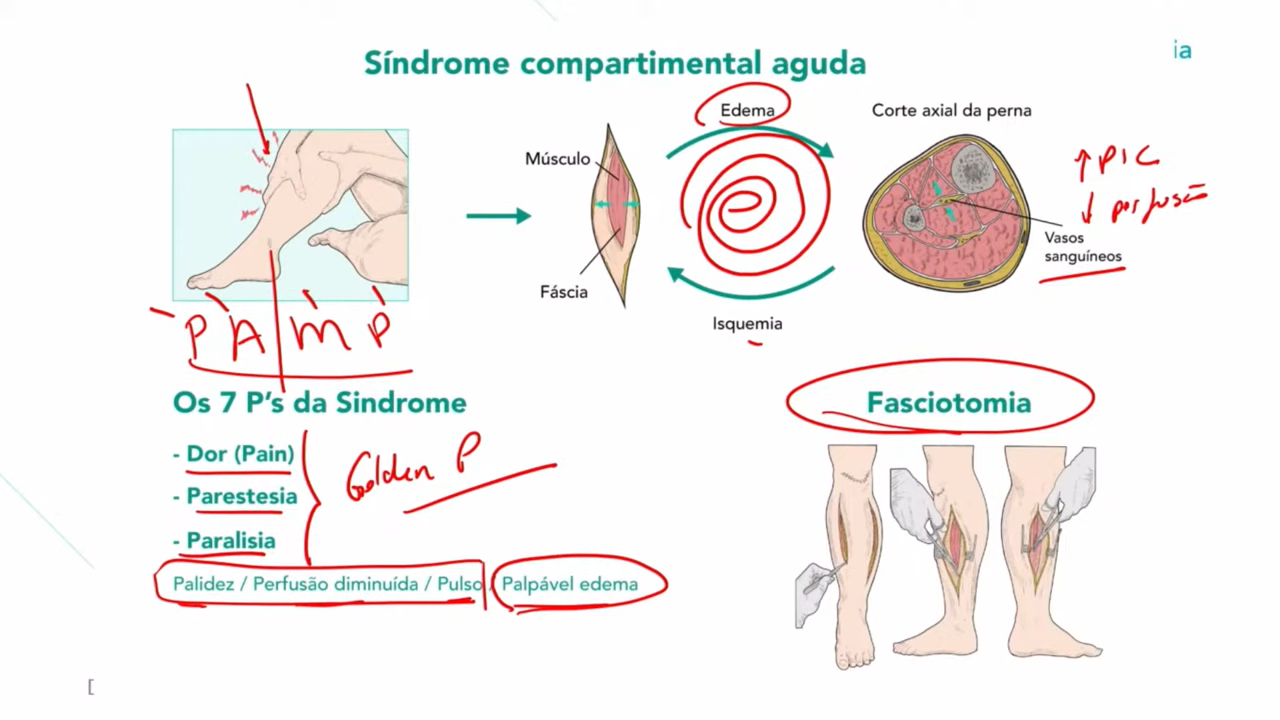 Síndrome compartimental aguda
ia
Edema
Corte axial da perna
Músculo
↑ PIC
↓ perfusão
Vasos
sanguíneos
Fáscia
Isquemia
P A M P
Os 7 P's da Sindrome
Fasciotomia
- Dor (Pain)
- Parestesia
- Paralisia
Golden P
Palidez / Perfusão diminuída / Pulso / Palpável edema
[